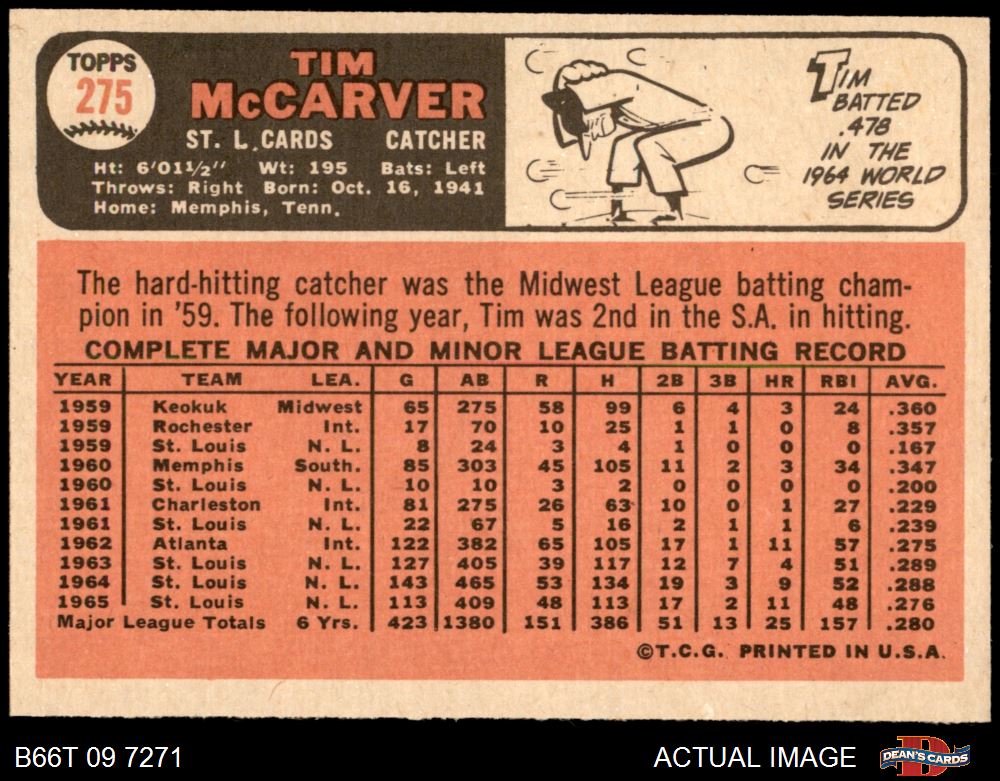 TOPPS
275
TIM
McCARVER
ST. L. CARDS CATCHER
Ht: 6'01½" Wt: 195 Bats: Left
Throws: Right Born: Oct. 16, 1941
Home: Memphis, Tenn.
TIM
BATTED
.478
IN THE
1964 WORLD
SERIES
The hard-hitting catcher was the Midwest League batting cham-
pion in '59. The following year, Tim was 2nd in the S.A. in hitting.
COMPLETE MAJOR AND MINOR LEAGUE BATTING RECORD
YEAR TEAM LEA. G AB R H 2B 3B HR RBI AVG.
1959 Keokuk Midwest 65 275 58 99 6 4 3 24 .360
1959 Rochester Int. 17 70 10 25 1 1 0 8 .357
1959 St. Louis N. L. 8 24 3 4 1 0 0 0 .167
1960 Memphis South. 85 303 45 105 11 2 3 34 .347
1960 St. Louis N. L. 10 10 3 2 0 0 0 0 .200
1961 Charleston Int. 81 275 26 63 10 0 1 27 .229
1961 St. Louis N. L. 22 67 5 16 2 1 1 6 .239
1962 Atlanta Int. 122 382 65 105 17 1 11 57 .275
1963 St. Louis N. L. 127 405 39 117 12 7 4 51 .289
1964 St. Louis N. L. 143 465 53 134 19 3 9 52 .288
1965 St. Louis N. L. 113 409 48 113 17 2 11 48 .276
Major League Totals 6 Yrs. 423 1380 151 386 51 13 25 157 .280
©T.C.G. PRINTED IN U.S.A.
B66T 09 7271 ACTUAL IMAGE DEAN'S CARDS